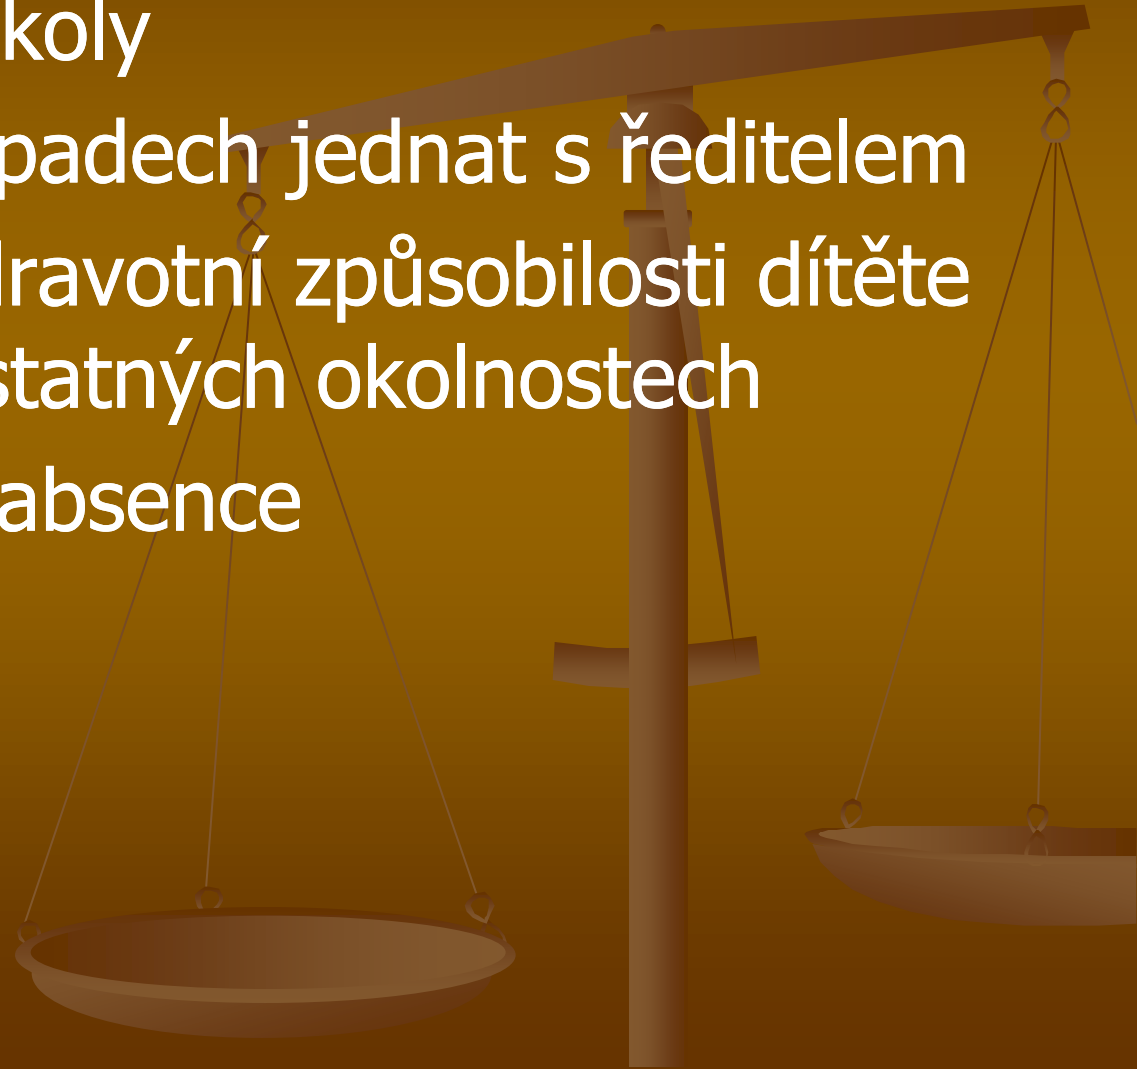 koly
padech jednat s ředitelem
dravotní způsobilosti dítěte
statných okolnostech
absence